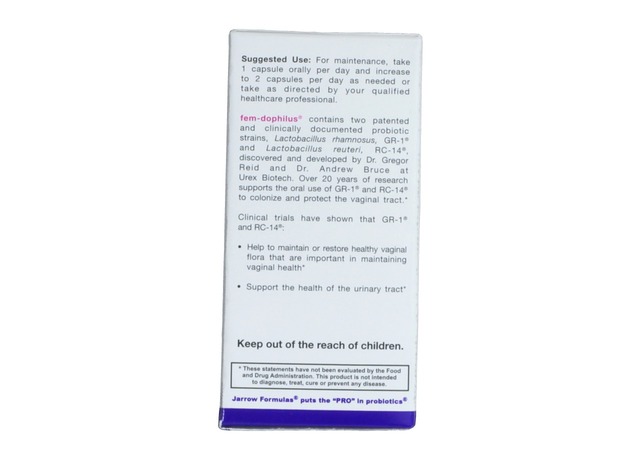 Suggested Use: For maintenance, take
1 capsule orally per day and increase
to 2 capsules per day as needed or
take as directed by your qualified
healthcare professional.
fem-dophilus® contains two patented
and clinically documented probiotic
strains, Lactobacillus rhamnosus, GR-1®
and Lactobacillus reuteri, RC-14®,
discovered and developed by Dr. Gregor
Reid and Dr. Andrew Bruce at
Urex Biotech. Over 20 years of research
supports the oral use of GR-1® and RC-14®
to colonize and protect the vaginal tract.*
Clinical trials have shown that GR-1®
and RC-14®:
• Help to maintain or restore healthy vaginal
flora that are important in maintaining
vaginal health*
• Support the health of the urinary tract*
Keep out of the reach of children.
* These statements have not been evaluated by the Food
and Drug Administration. This product is not intended
to diagnose, treat, cure or prevent any disease.
Jarrow Formulas® puts the "PRO" in probiotics®